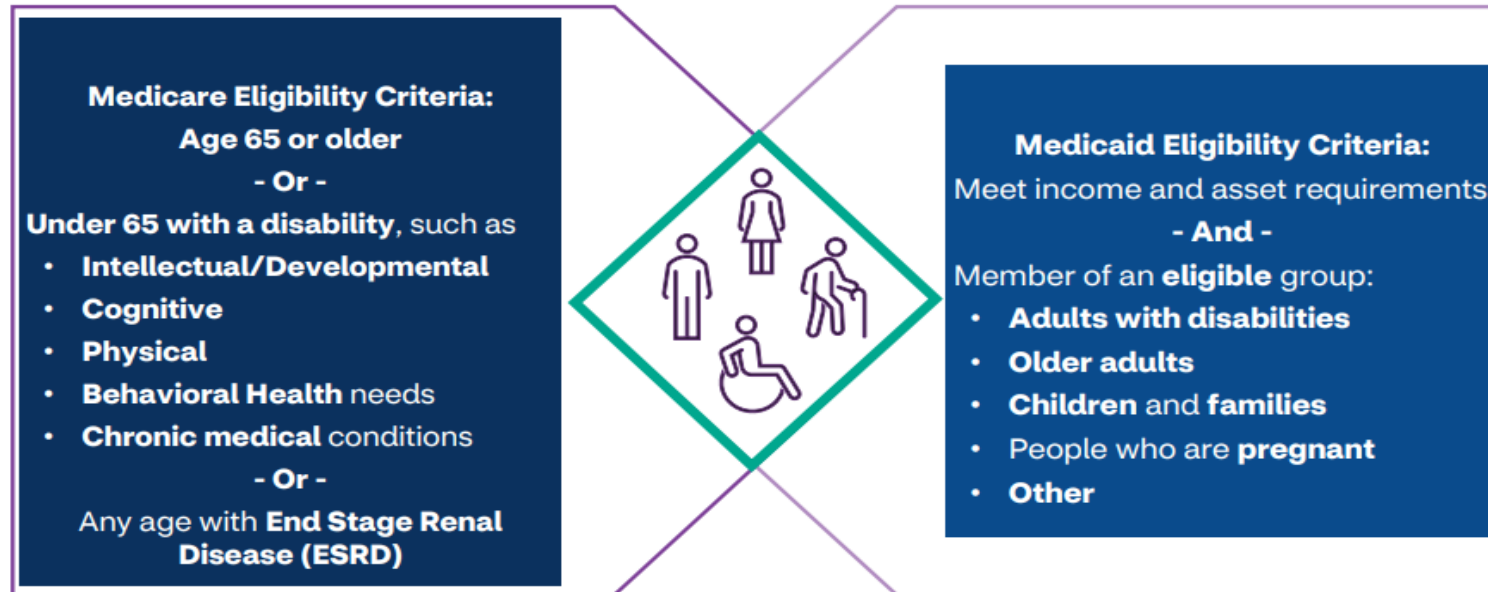 Medicare Eligibility Criteria:
Age 65 or older
- Or -
Under 65 with a disability, such as
• Intellectual/Developmental
• Cognitive
• Physical
• Behavioral Health needs
• Chronic medical conditions
- Or -
Any age with End Stage Renal
Disease (ESRD)
Medicaid Eligibility Criteria:
Meet income and asset requirements
- And -
Member of an eligible group:
• Adults with disabilities
• Older adults
• Children and families
• People who are pregnant
• Other